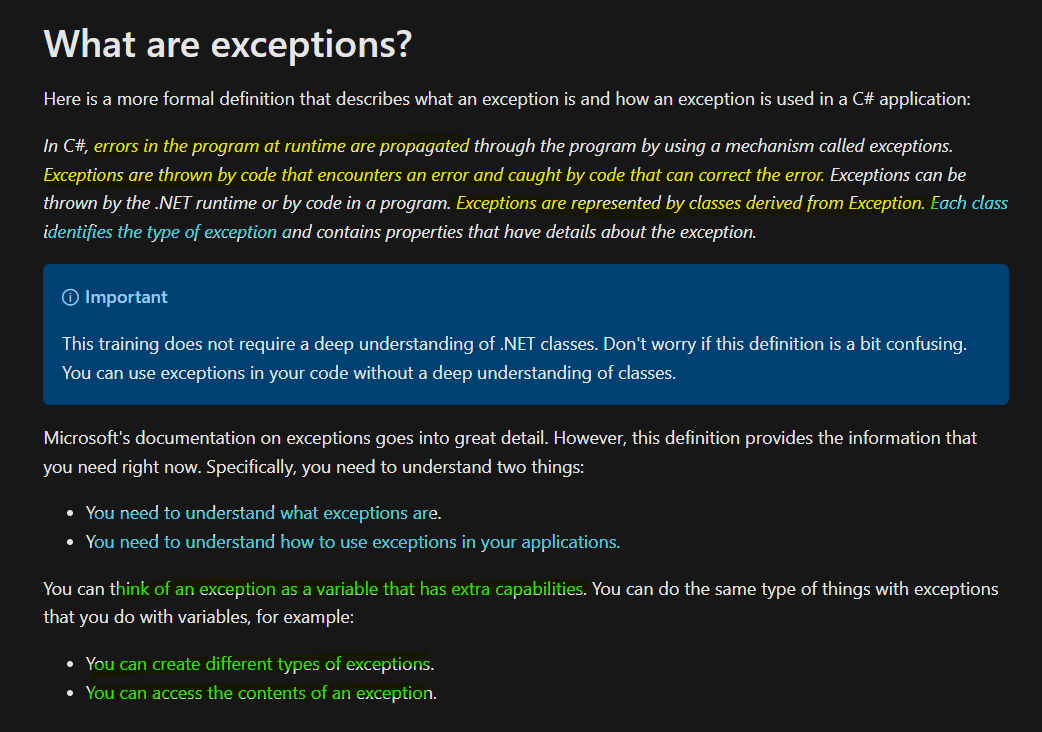 What are exceptions?
Here is a more formal definition that describes what an exception is and how an exception is used in a C# application:
In C#, errors in the program at runtime are propagated through the program by using a mechanism called exceptions.
Exceptions are thrown by code that encounters an error and caught by code that can correct the error. Exceptions can be
thrown by the .NET runtime or by code in a program. Exceptions are represented by classes derived from Exception. Each class
identifies the type of exception and contains properties that have details about the exception.
Important
This training does not require a deep understanding of .NET classes. Don't worry if this definition is a bit confusing.
You can use exceptions in your code without a deep understanding of classes.
Microsoft's documentation on exceptions goes into great detail. However, this definition provides the information that
you need right now. Specifically, you need to understand two things:
• You need to understand what exceptions are.
• You need to understand how to use exceptions in your applications.
You can think of an exception as a variable that has extra capabilities. You can do the same type of things with exceptions
that you do with variables, for example:
• You can create different types of exceptions.
• You can access the contents of an exception.